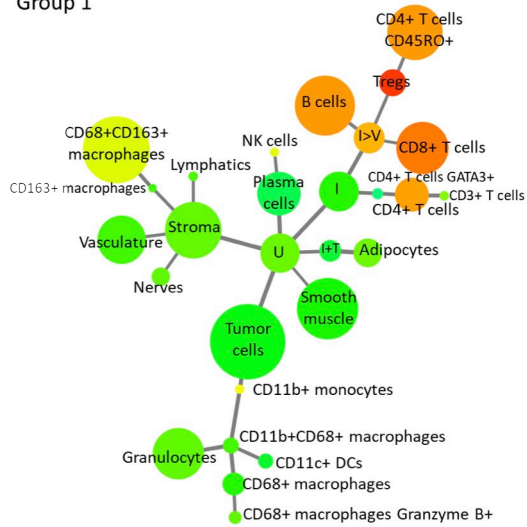 Group 1
CD4+ T cells
CD45RO+
Tregs
B cells
I>V
CD8+ T cells
NK cells
CD68+CD163+
macrophages
Lymphatics
CD163+ macrophages
Plasma
cells
I
CD4+ T cells GATA3+
CD3+ T cells
CD4+ T cells
Stroma
Vasculature
U
I+T
Adipocytes
Nerves
Smooth
muscle
Tumor
cells
CD11b+ monocytes
CD11b+CD68+ macrophages
Granulocytes
CD11c+ DCs
CD68+ macrophages
CD68+ macrophages Granzyme B+